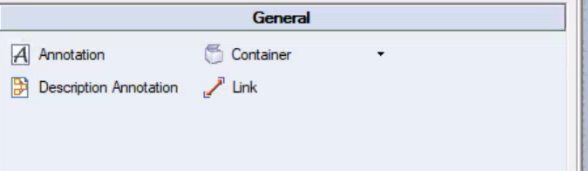 General
Annotation Container
Description Annotation Link